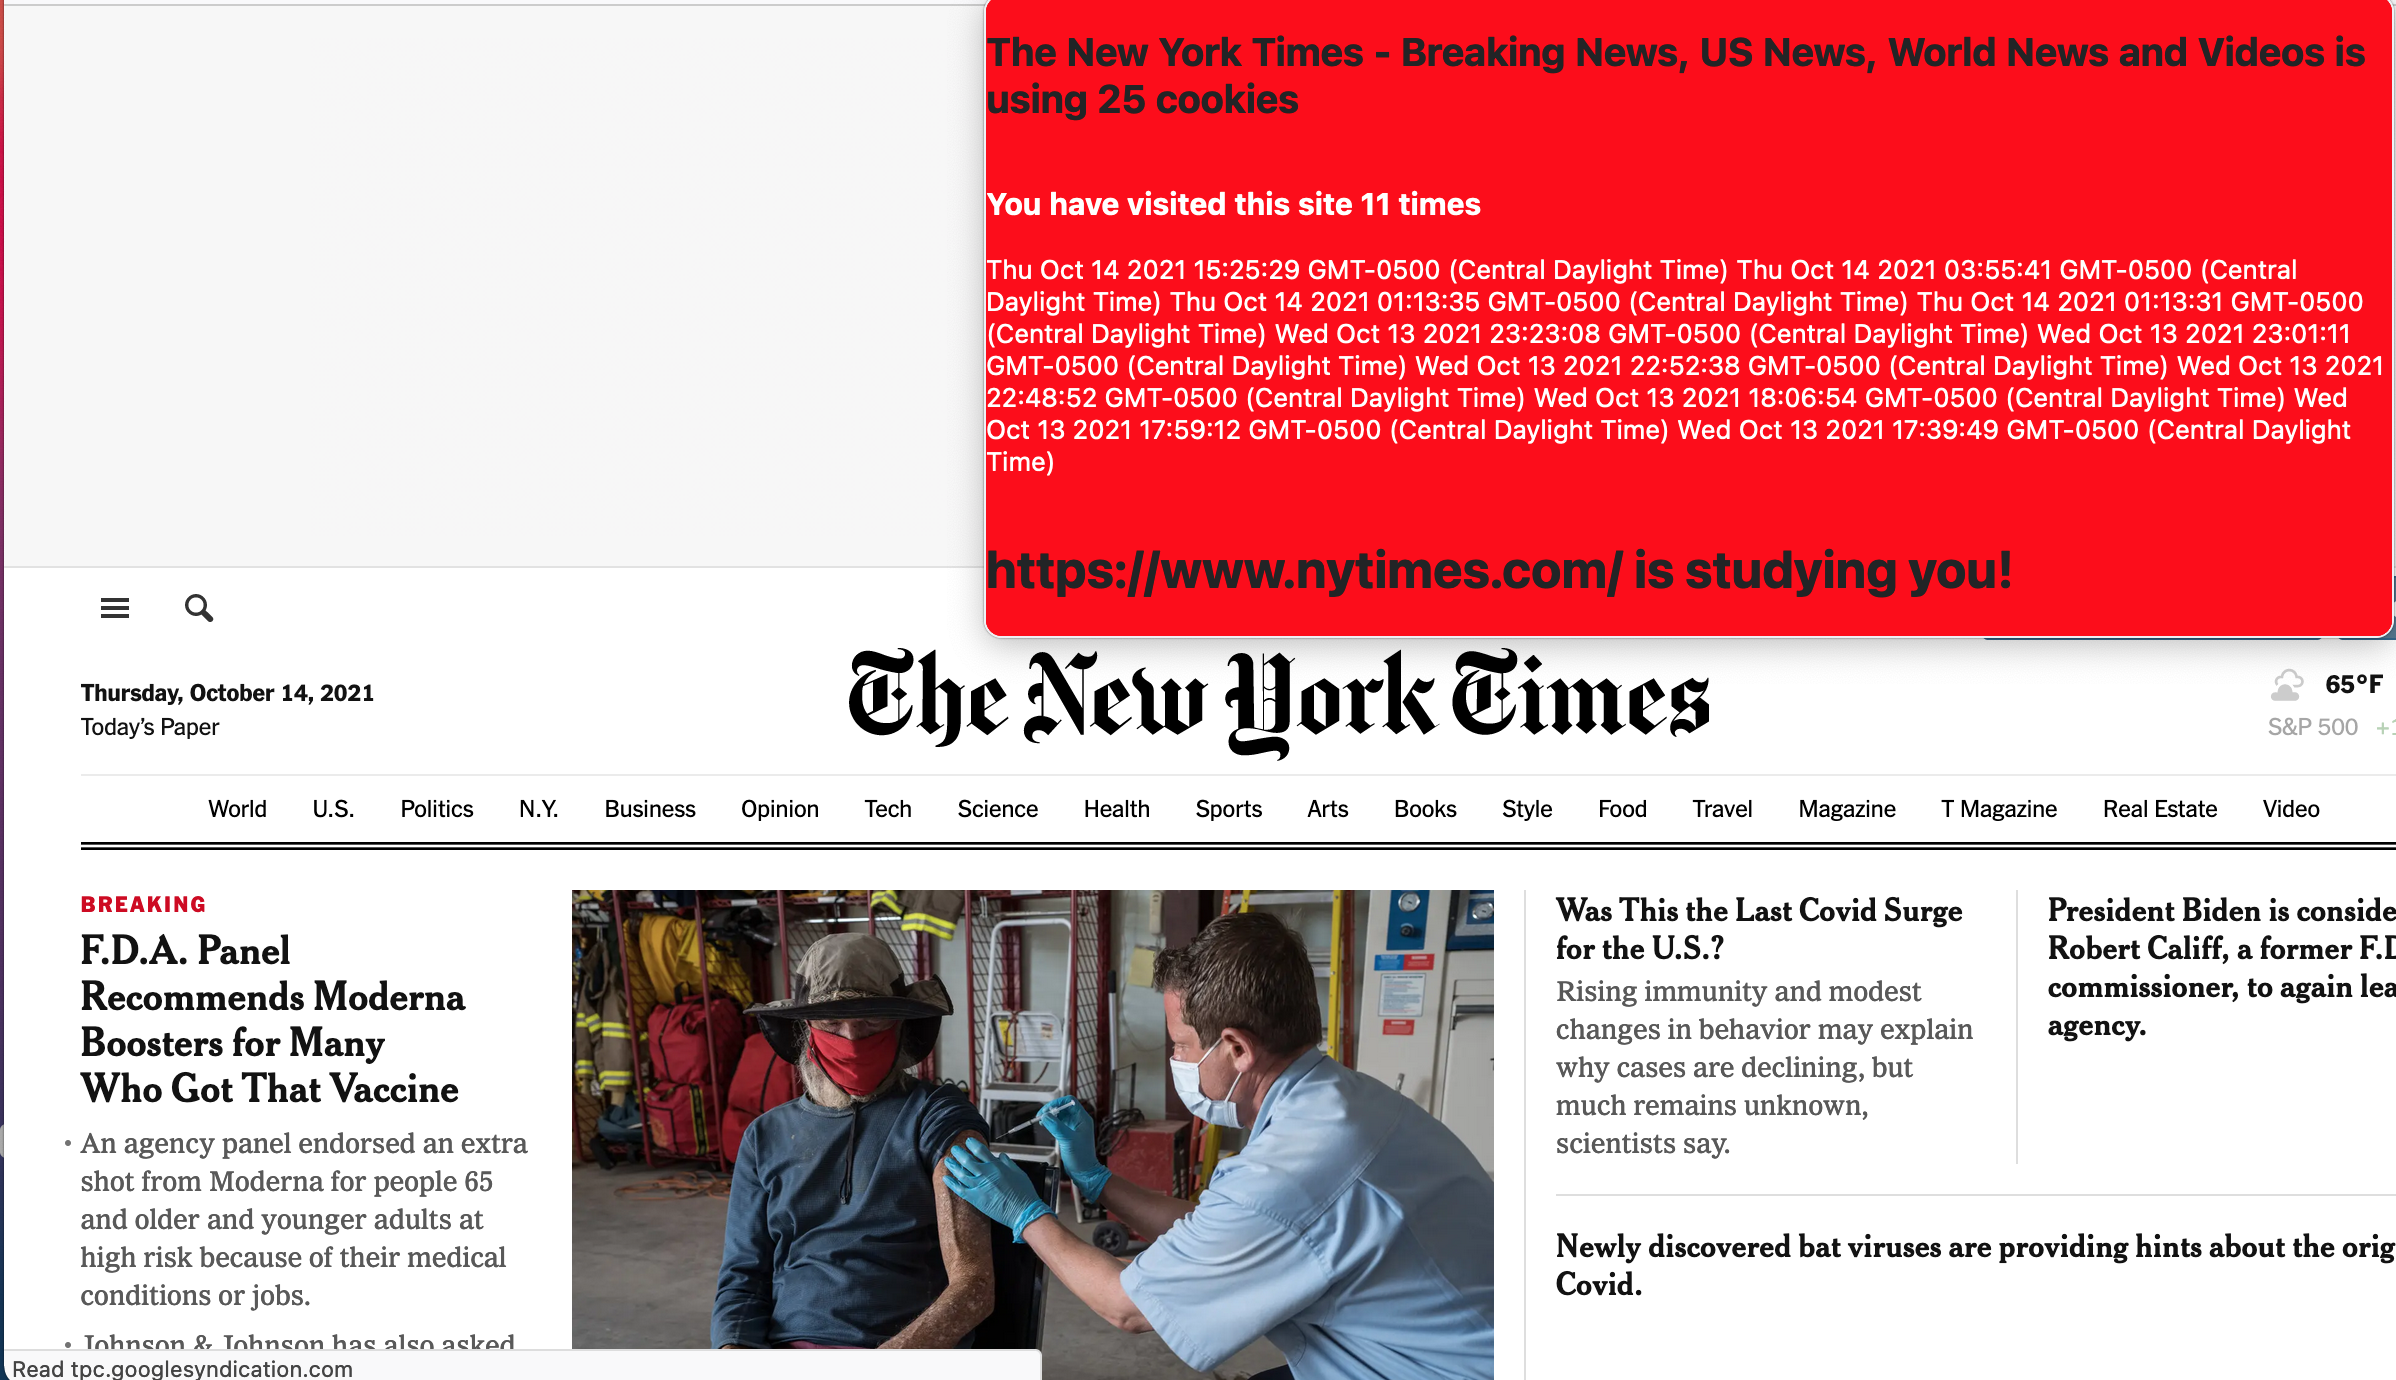 The New York Times - Breaking News, US News, World News and Videos is
using 25 cookies
You have visited this site 11 times
Thu Oct 14 2021 15:25:29 GMT-0500 (Central Daylight Time) Thu Oct 14 2021 03:55:41 GMT-0500 (Central
Daylight Time) Thu Oct 14 2021 01:13:35 GMT-0500 (Central Daylight Time) Thu Oct 14 2021 01:13:31 GMT-0500
(Central Daylight Time) Wed Oct 13 2021 23:23:08 GMT-0500 (Central Daylight Time) Wed Oct 13 2021 23:01:11
GMT-0500 (Central Daylight Time) Wed Oct 13 2021 22:52:38 GMT-0500 (Central Daylight Time) Wed Oct 13 2021
22:48:52 GMT-0500 (Central Daylight Time) Wed Oct 13 2021 18:06:54 GMT-0500 (Central Daylight Time) Wed
Oct 13 2021 17:59:12 GMT-0500 (Central Daylight Time) Wed Oct 13 2021 17:39:49 GMT-0500 (Central Daylight
Time)
https://www.nytimes.com/ is studying you!
The New York Times
Thursday, October 14, 2021
Today's Paper
65°F
S&P 500
World U.S. Politics N.Y. Business Opinion Tech Science Health Sports Arts Books Style Food Travel Magazine T Magazine Real Estate Video
BREAKING
F.D.A. Panel
Recommends Moderna
Boosters for Many
Who Got That Vaccine
• An agency panel endorsed an extra
shot from Moderna for people 65
and older and younger adults at
high risk because of their medical
conditions or jobs.
• Johnson & Johnson has also asked
Was This the Last Covid Surge
for the U.S.?
Rising immunity and modest
changes in behavior may explain
why cases are declining, but
much remains unknown,
scientists say.
President Biden is conside
Robert Califf, a former F.D
commissioner, to again lea
agency.
Newly discovered bat viruses are providing hints about the orig
Covid.
Read tpc.googlesyndication.com